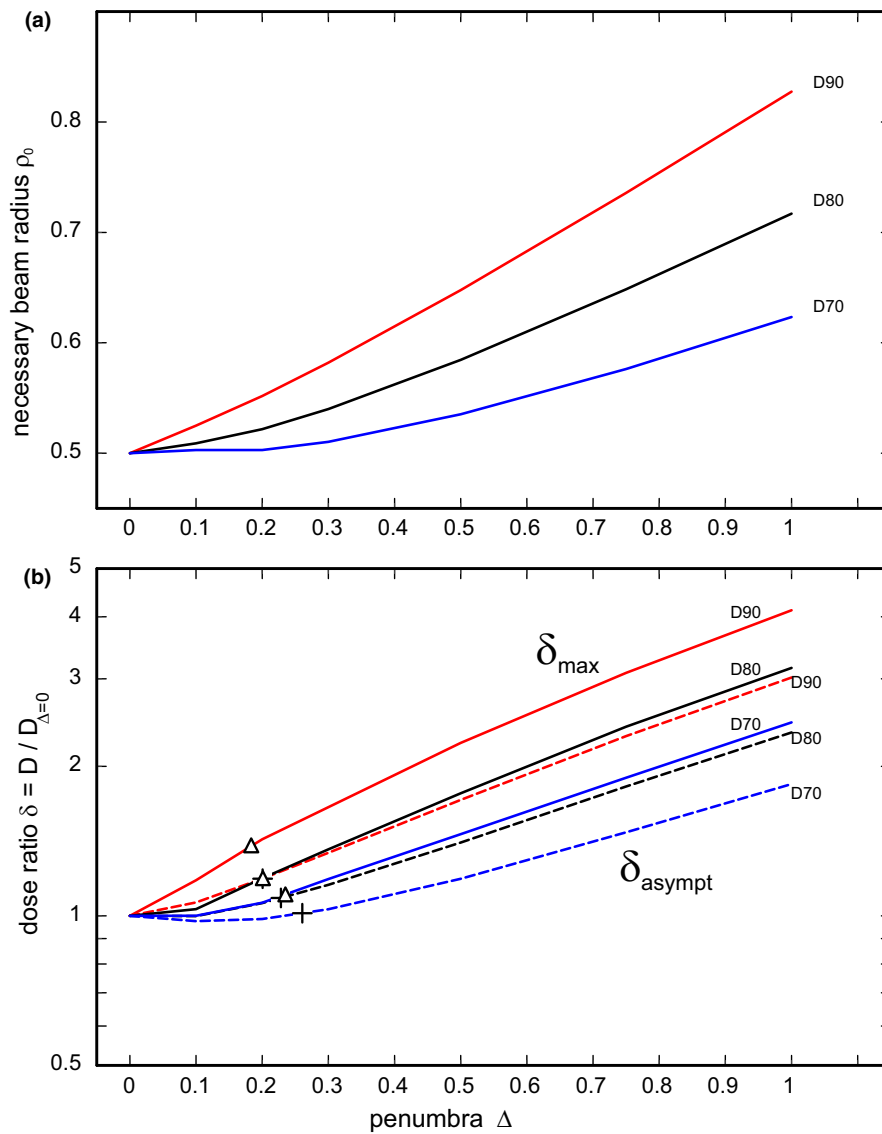 (a)
necessary beam radius ρ₀
0.8
0.7
0.6
0.5
D90
D80
D70
0 0.1 0.2 0.3 0.4 0.5 0.6 0.7 0.8 0.9 1
(b)
dose ratio δ = D / D_Δ=0
5
4
3
2
1
0.5
δmax
D90
D80
D90
D70
D80
D70
δasympt
0 0.1 0.2 0.3 0.4 0.5 0.6 0.7 0.8 0.9 1
penumbra Δ